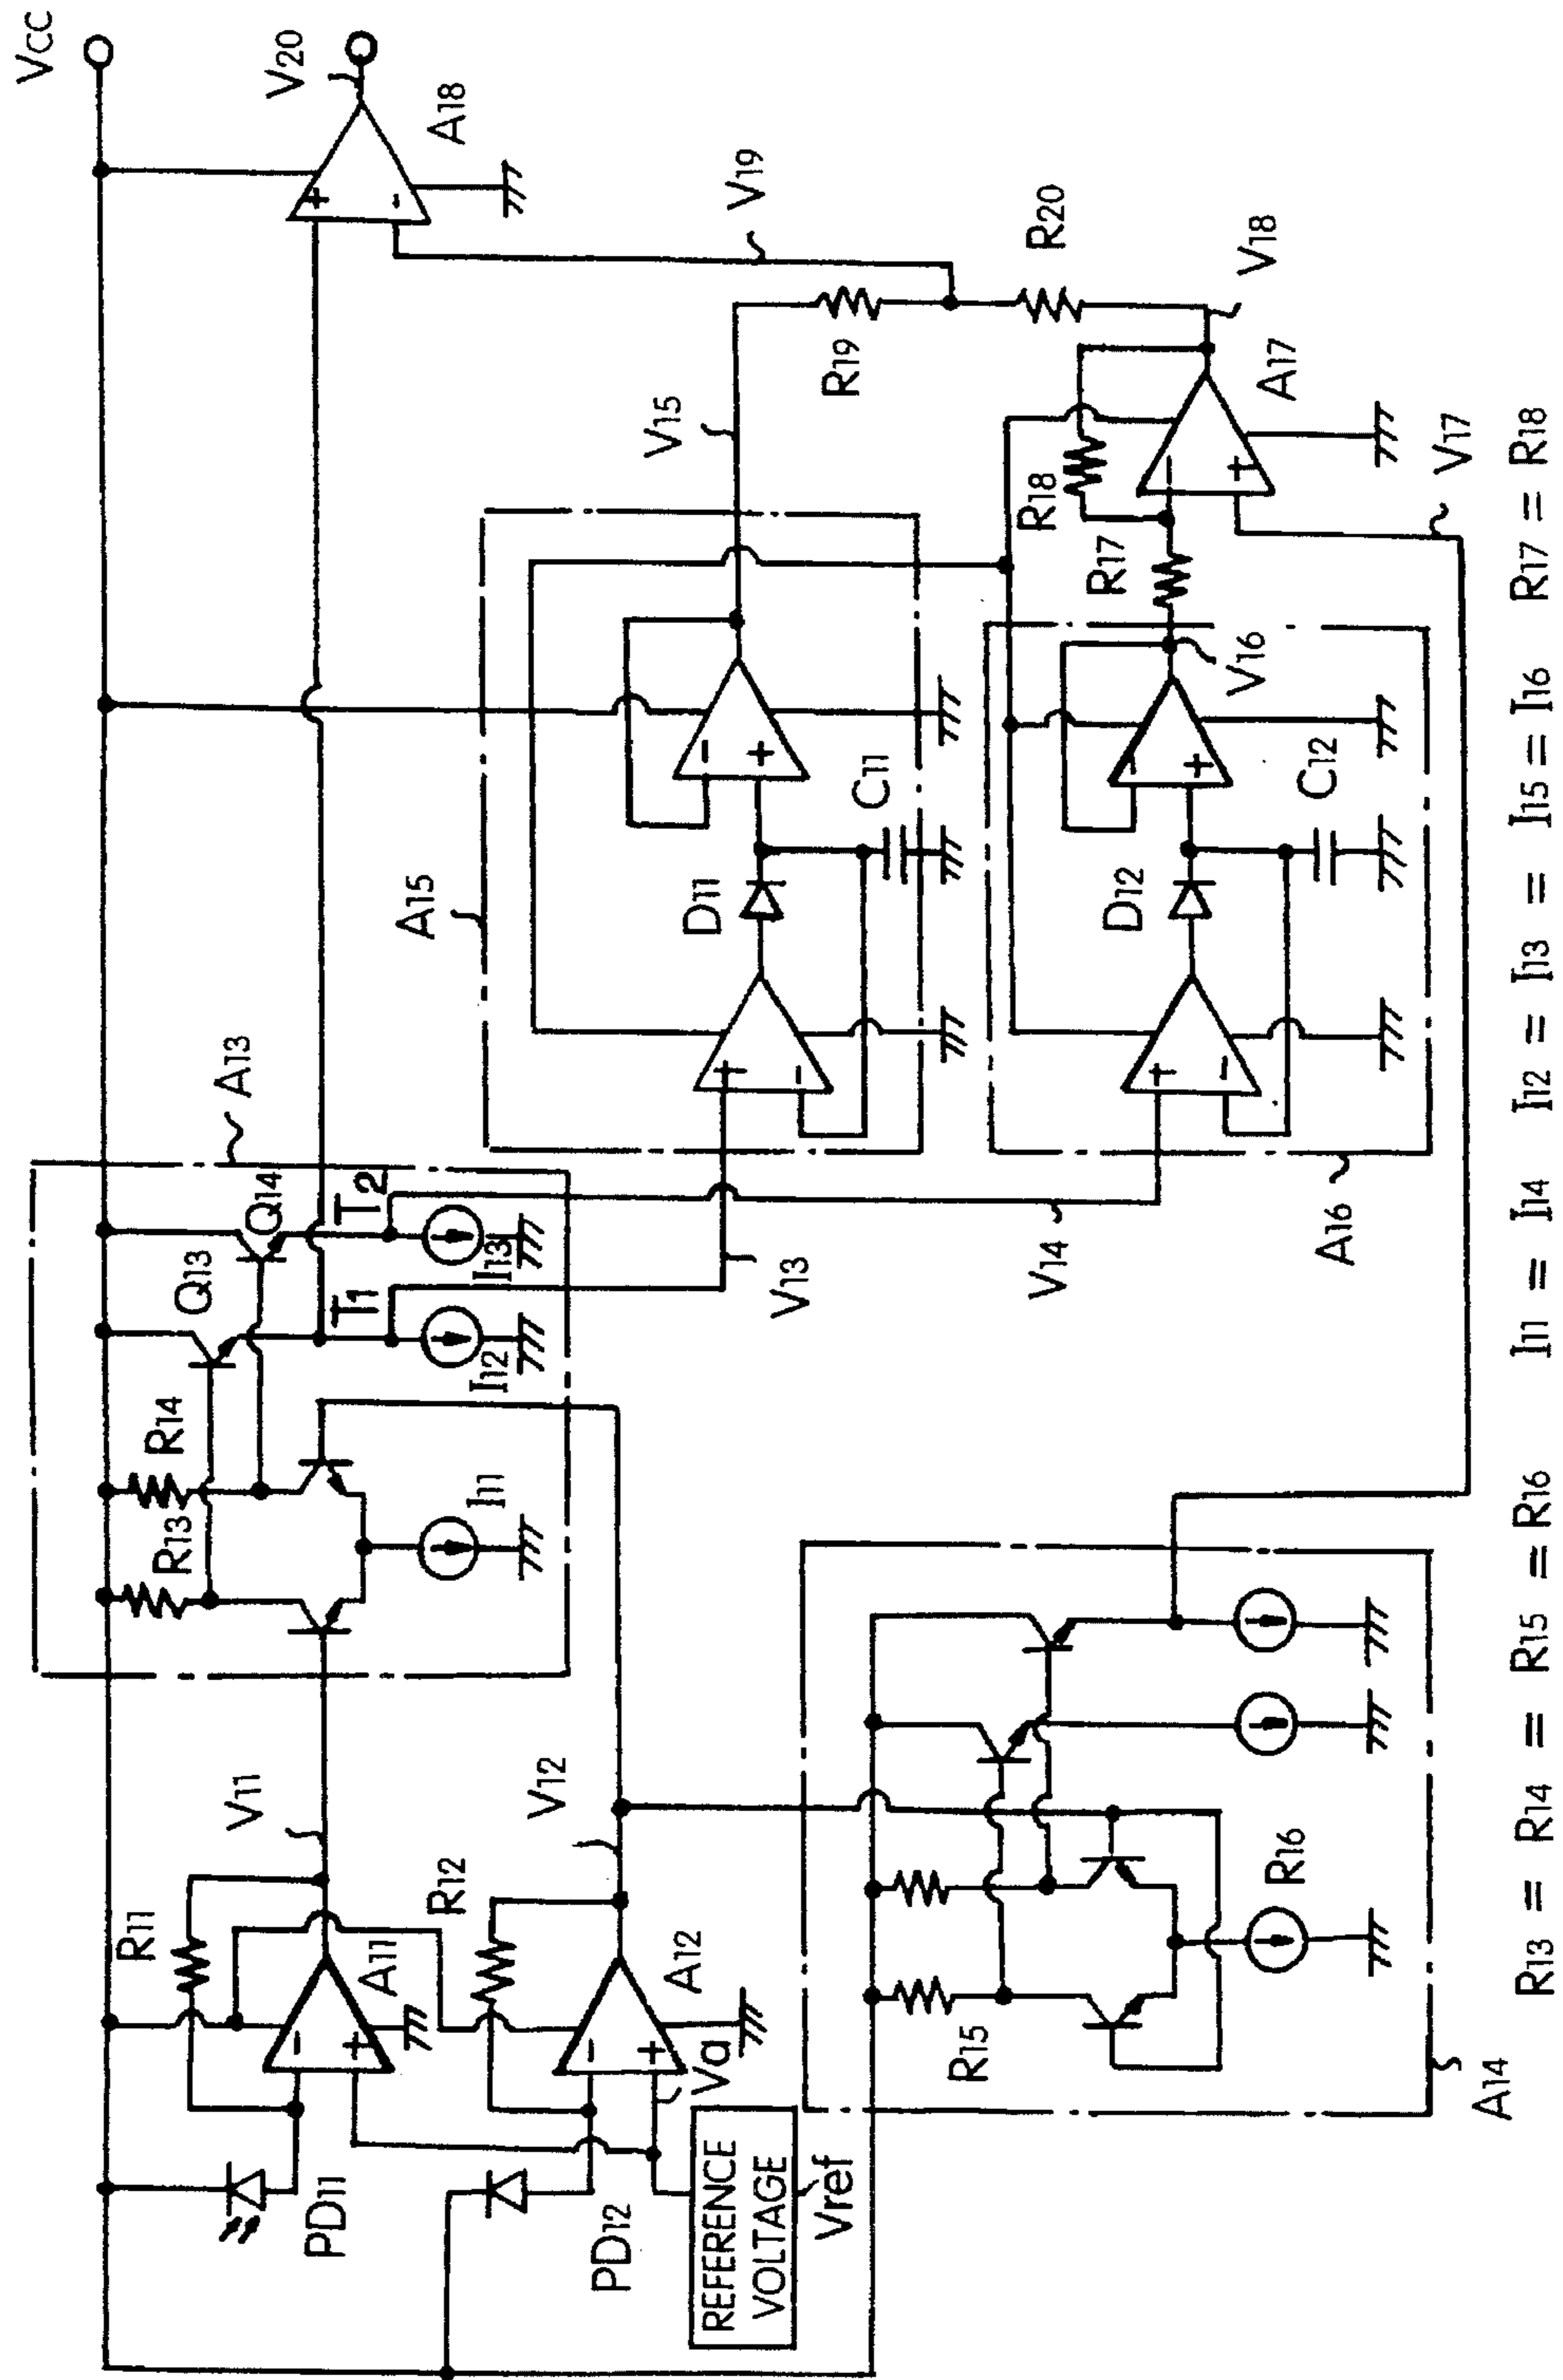 VCC
V20
A18
V19
R20
V18
R19
A17
V15
V17
R18
R17
A15
C11
D11
V16
C12
D12
A16
A13
Q13
Q14
T1
T2
I12
I13
V13
V14
R13
R14
I11
V11
V12
R11
A11
R12
A12
Va
PD11
PD12
REFERENCE
VOLTAGE
Vref
R15
R16
A14
+
-
+
-
+
-
+
-
+
-
+
-
+
-
+
-
R13 = R14 = R15 = R16 I11 = I14 I12 = I13 = I15 = I16 R17 = R18